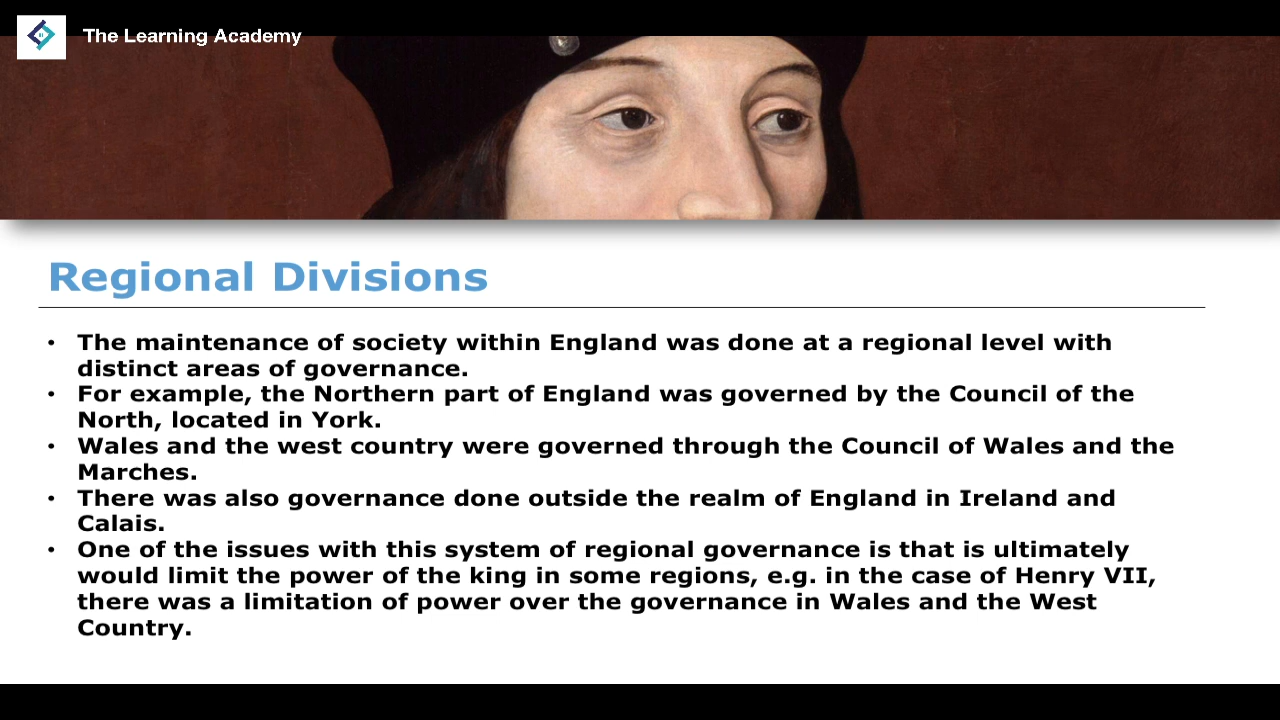 The Learning Academy
Regional Divisions
• The maintenance of society within England was done at a regional level with
distinct areas of governance.
• For example, the Northern part of England was governed by the Council of the
North, located in York.
• Wales and the west country were governed through the Council of Wales and the
Marches.
• There was also governance done outside the realm of England in Ireland and
Calais.
• One of the issues with this system of regional governance is that is ultimately
would limit the power of the king in some regions, e.g. in the case of Henry VII,
there was a limitation of power over the governance in Wales and the West
Country.